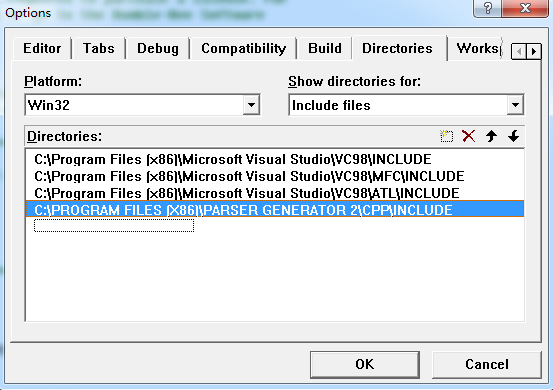 Options
Editor Tabs Debug Compatibility Build Directories Works
Platform: Show directories for:
Win32 Include files
Directories:
C:\Program Files (x86)\Microsoft Visual Studio\VC98\INCLUDE
C:\Program Files (x86)\Microsoft Visual Studio\VC98\MFC\INCLUDE
C:\Program Files (x86)\Microsoft Visual Studio\VC98\ATL\INCLUDE
C:\PROGRAM FILES (X86)\PARSER GENERATOR 2\CPP\INCLUDE
OK Cancel